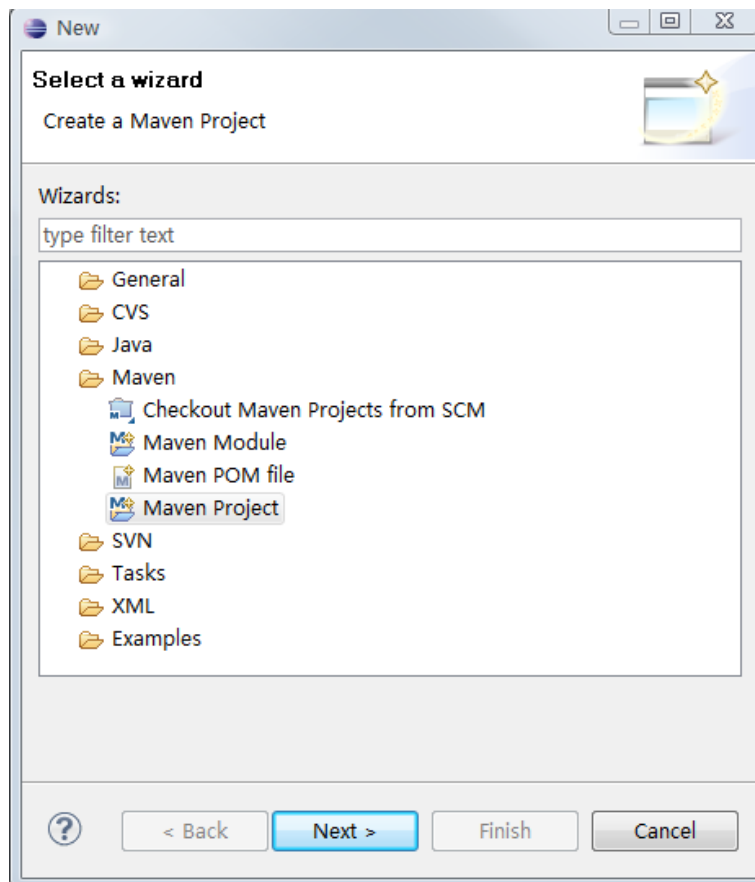 New
Select a wizard
Create a Maven Project
Wizards:
type filter text
General
CVS
Java
Maven
Checkout Maven Projects from SCM
Maven Module
Maven POM file
Maven Project
SVN
Tasks
XML
Examples
? < Back Next > Finish Cancel